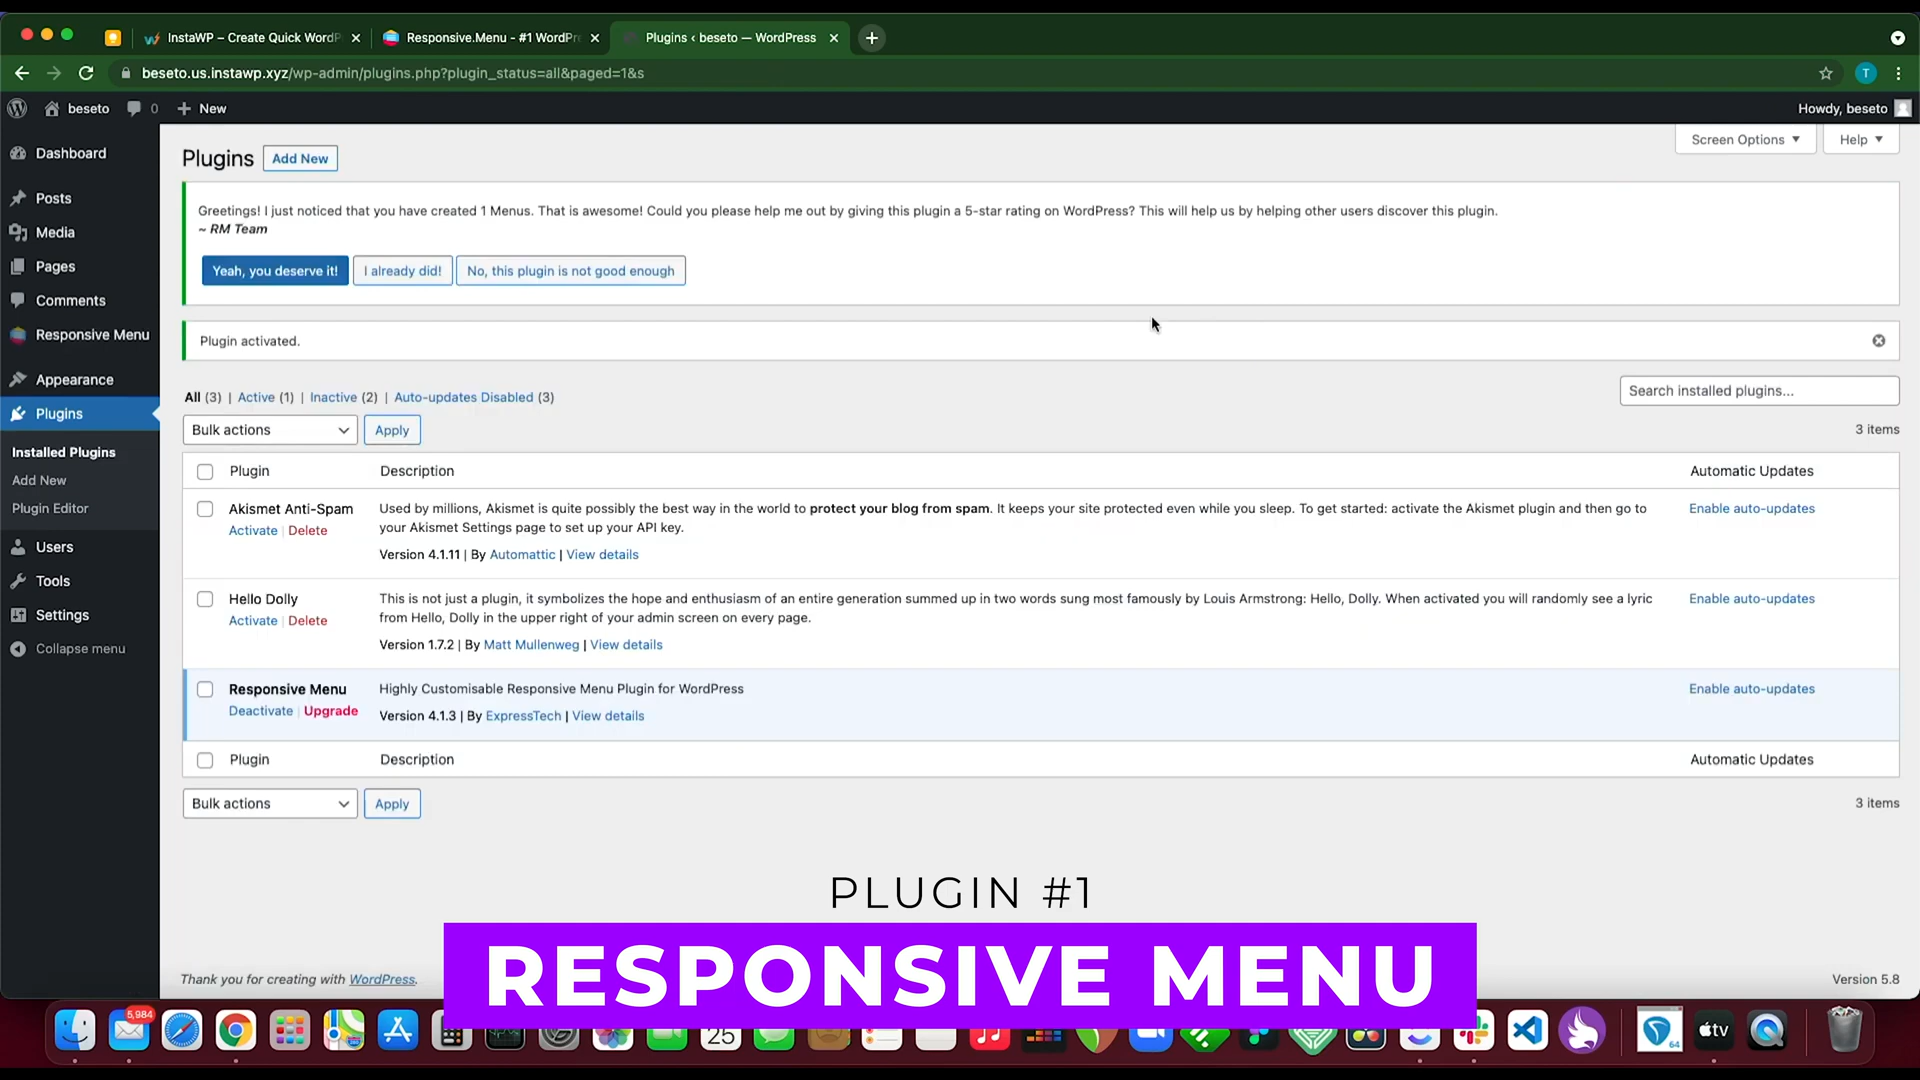 InstaWP – Create Quick WordP
Responsive.Menu - #1 WordPr
Plugins ‹ beseto — WordPress
beseto.us.instawp.xyz/wp-admin/plugins.php?plugin_status=all&paged=1&s
T
beseto
0
New
Howdy, beseto
Dashboard
Posts
Media
Pages
Comments
Responsive Menu
Appearance
Plugins
Installed Plugins
Add New
Plugin Editor
Users
Tools
Settings
Collapse menu
Screen Options
Help
Plugins
Add New
Greetings! I just noticed that you have created 1 Menus. That is awesome! Could you please help me out by giving this plugin a 5-star rating on WordPress? This will help us by helping other users discover this plugin.
~ RM Team
Yeah, you deserve it!
I already did!
No, this plugin is not good enough
Plugin activated.
All (3) | Active (1) | Inactive (2) | Auto-updates Disabled (3)
Search installed plugins...
Bulk actions
Apply
3 items
Plugin
Description
Automatic Updates
Akismet Anti-Spam
Activate | Delete
Used by millions, Akismet is quite possibly the best way in the world to protect your blog from spam. It keeps your site protected even while you sleep. To get started: activate the Akismet plugin and then go to
your Akismet Settings page to set up your API key.
Version 4.1.11 | By Automattic | View details
Enable auto-updates
Hello Dolly
Activate | Delete
This is not just a plugin, it symbolizes the hope and enthusiasm of an entire generation summed up in two words sung most famously by Louis Armstrong: Hello, Dolly. When activated you will randomly see a lyric
from Hello, Dolly in the upper right of your admin screen on every page.
Version 1.7.2 | By Matt Mullenweg | View details
Enable auto-updates
Responsive Menu
Deactivate | Upgrade
Highly Customisable Responsive Menu Plugin for WordPress
Version 4.1.3 | By ExpressTech | View details
Enable auto-updates
Plugin
Description
Automatic Updates
Bulk actions
Apply
3 items
PLUGIN #1
RESPONSIVE MENU
Thank you for creating with WordPress.
Version 5.8
5,984
25
64
tv